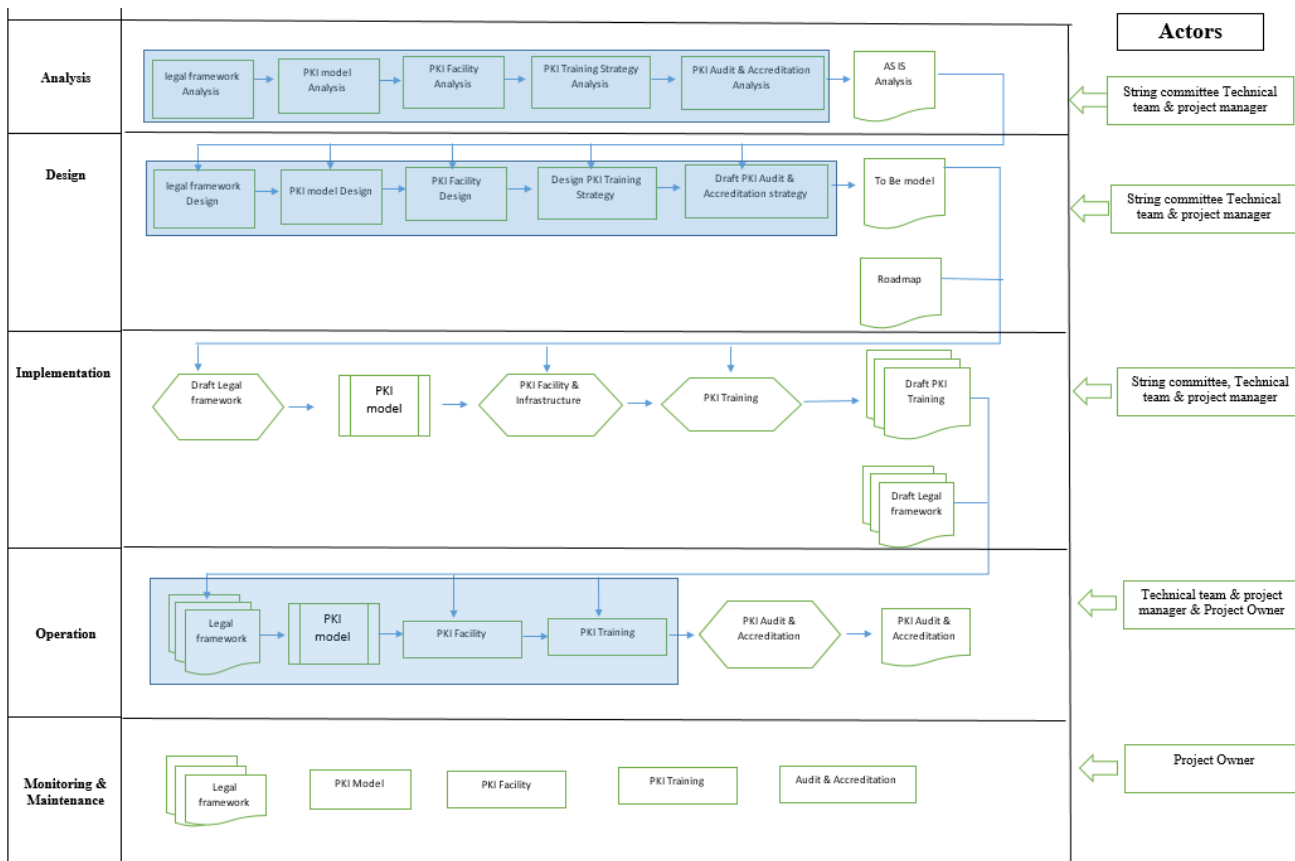 Actors
Analysis
legal framework
Analysis
PKI model
Analysis
PKI Facility
Analysis
PKI Training Strategy
Analysis
PKI Audit & Accreditation
Analysis
AS IS
Analysis
String committee Technical
team & project manager
Design
legal framework
Design
PKI model Design
PKI Facility
Design
Design PKI Training
Strategy
Draft PKI Audit &
Accreditation strategy
To Be model
String committee Technical
team & project manager
Roadmap
Implementation
Draft Legal
framework
PKI
model
PKI Facility &
Infrastructure
PKI Training
Draft PKI
Training
String committee, Technical
team & project manager
Draft Legal
framework
Operation
Legal
framework
PKI
model
PKI Facility
PKI Training
PKI Audit &
Accreditation
PKI Audit &
Accreditation
Technical team & project
manager & Project Owner
Monitoring &
Maintenance
Legal
framework
PKI Model
PKI Facility
PKI Training
Audit & Accreditation
Project Owner